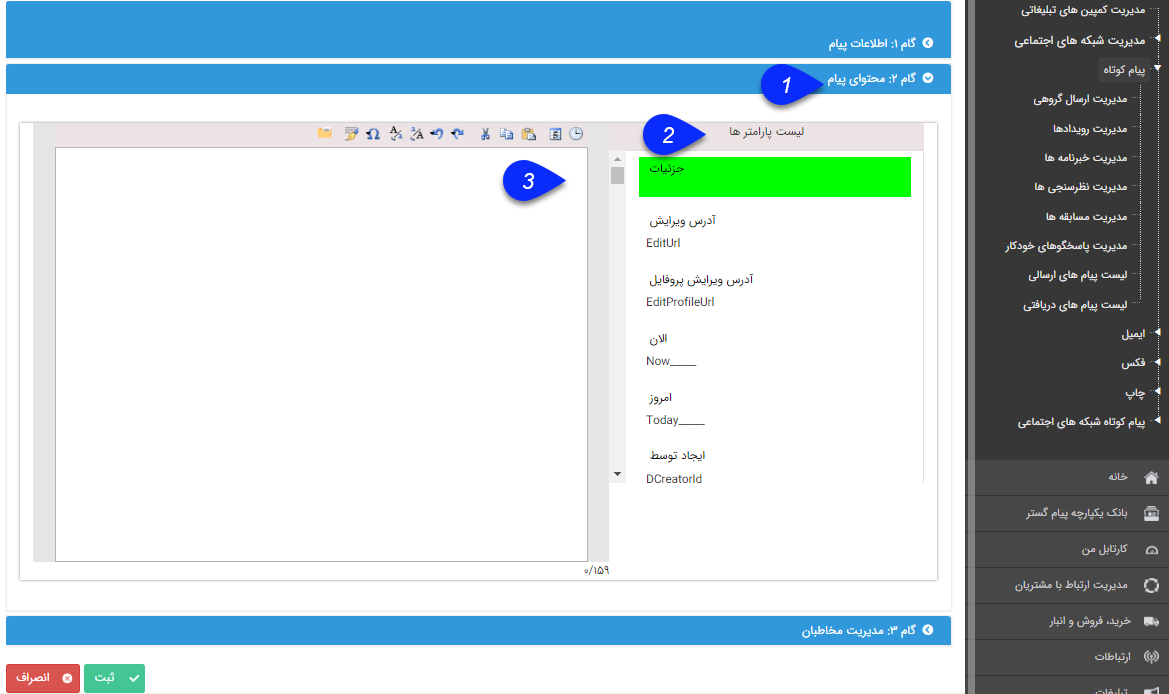 مدیریت کمپین های تبلیغاتی
مدیریت شبکه های اجتماعی
پیام کوتاه
مدیریت ارسال گروهی
مدیریت رویدادها
مدیریت خبرنامه ها
مدیریت نظرسنجی ها
مدیریت مسابقه ها
مدیریت پاسخگوهای خودکار
لیست پیام های ارسالی
لیست پیام های دریافتی
ایمیل
فکس
چاپ
پیام کوتاه شبکه های اجتماعی
خانه
بانک یکپارچه پیام گستر
کارتابل من
مدیریت ارتباط با مشتریان
خرید، فروش و انبار
ارتباطات
تبلیغات
گام ۱: اطلاعات پیام
گام ۲: محتوای پیام
1
لیست پارامتر ها
2
3
جزئیات
آدرس ویرایش
EditUrl
آدرس ویرایش پروفایل
EditProfileUrl
الان
Now_____
امروز
Today_____
ایجاد توسط
DCreatorId
۰/۱۵۹
گام ۳: مدیریت مخاطبان
ثبت
انصراف